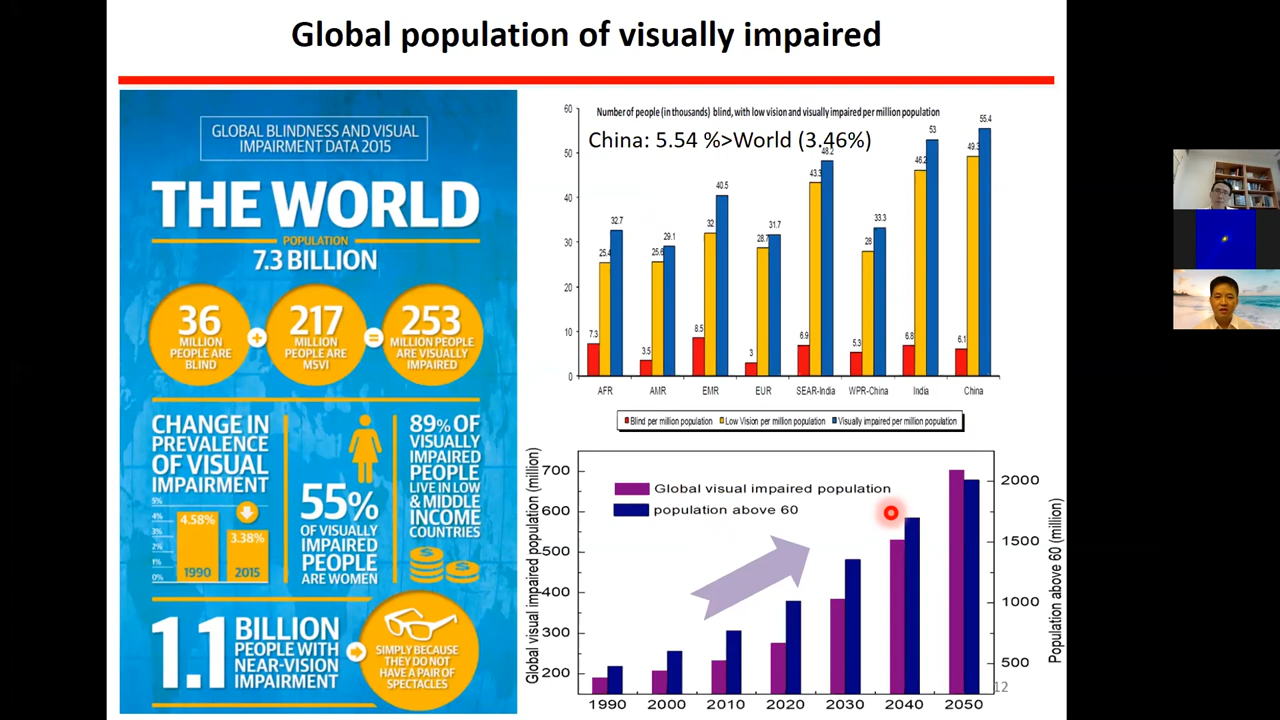 Global population of visually impaired
GLOBAL BLINDNESS AND VISUAL
IMPAIRMENT DATA 2015
THE WORLD
POPULATION
7.3 BILLION
36
MILLION
PEOPLE ARE
BLIND
+
217
MILLION
PEOPLE ARE
MSVI
=
253
MILLION PEOPLE
ARE VISUALLY
IMPAIRED
CHANGE IN
PREVALENCE
OF VISUAL
IMPAIRMENT
5%
4%
3%
2%
1%
0%
4.58%
3.38%
1990
2015
55%
OF VISUALLY
IMPAIRED
PEOPLE
ARE WOMEN
89% OF
VISUALLY
IMPAIRED
PEOPLE
LIVE IN LOW
& MIDDLE
INCOME
COUNTRIES
1.1 BILLION
PEOPLE WITH
NEAR-VISION
IMPAIRMENT
SIMPLY BECAUSE
THEY DO NOT
HAVE A PAIR OF
SPECTACLES
Number of people (in thousands) blind, with low vision and visually impaired per million population
China: 5.54 %>World (3.46%)
60
50
40
30
20
10
0
7.3 25.4 32.7
3.5 25.6 29.1
8.5 32 40.5
3 28.7 31.7
6.9 43.3 48.2
5.3 28 33.3
6.8 46.2 53
6.1 49.3 55.4
AFR AMR EMR EUR SEAR-India WPR-China India China
Blind per million population Low Vision per million population Visually impaired per million population
Global visual impaired population (million)
700
600
500
400
300
200
Global visual impaired population
population above 60
2000
1500
1000
500
Population above 60 (million)
1990 2000 2010 2020 2030 2040 2050
12